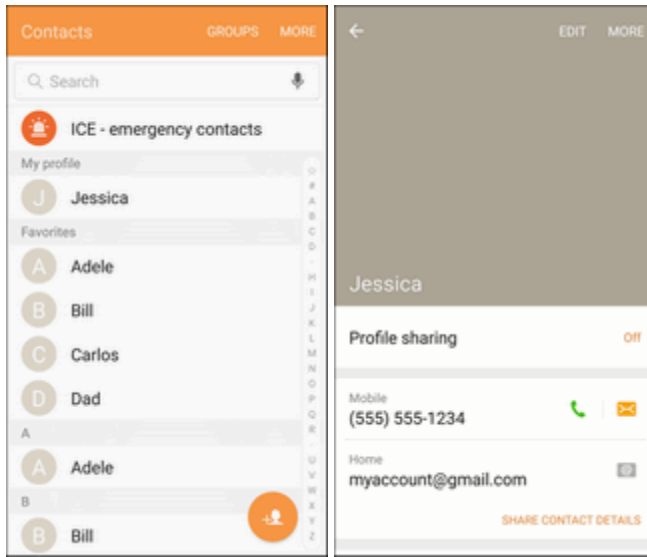 Contacts GROUPS MORE
Search
ICE - emergency contacts
My profile
J Jessica
Favorites
A Adele
B Bill
C Carlos
D Dad
A
A Adele
B
B Bill
#
A
B
C
D
H
I
J
K
L
M
N
O
P
Q
R
U
V
W
X
Y
Z
EDIT MORE
Jessica
Profile sharing Off
Mobile
(555) 555-1234
Home
myaccount@gmail.com
SHARE CONTACT DETAILS